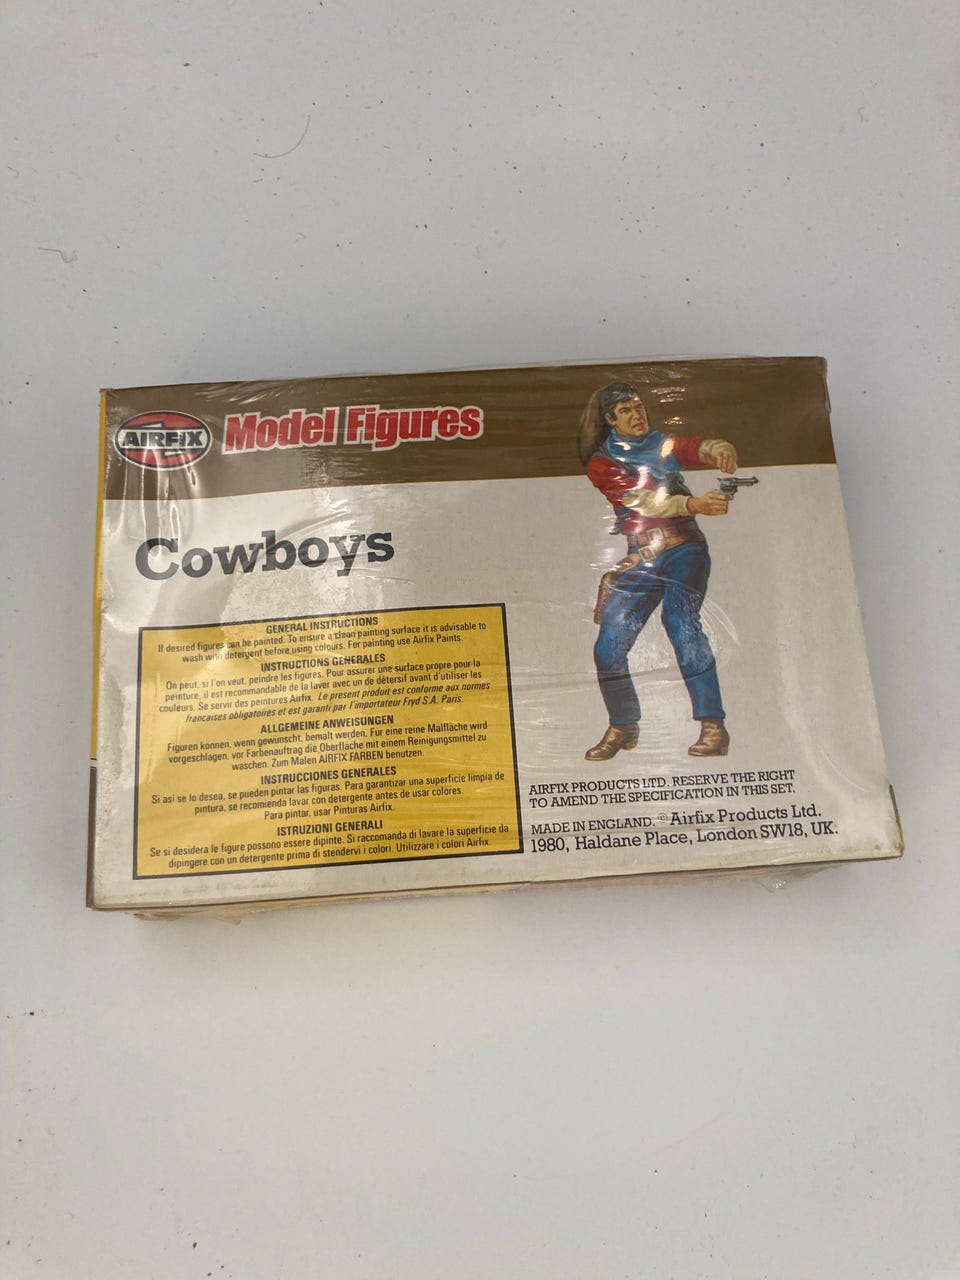 AIRFIX
Model Figures
Cowboys
GENERAL INSTRUCTIONS
If desired figures can be painted. To ensure a clean painting surface it is advisable to
wash with detergent before using colours. For painting use Airfix Paints.
INSTRUCTIONS GENERALES
On peut, si l'on veut, peindre les figures. Pour assurer une surface propre pour la
peinture, il est recommandable de la laver avec un de détersif avant d'utiliser les
couleurs. Se servir des peintures Airfix. Le present produit est conforme aux normes
francaises obligatoires et est garanti par l'importateur Fryd S.A. Paris.
ALLGEMEINE ANWEISUNGEN
Figuren können, wenn gewunscht, bemalt werden. Für eine reine Malfläche wird
vorgeschlagen, vor Farbenauftrag die Oberfläche mit einem Reinigungsmittel zu
waschen. Zum Malen AIRFIX FARBEN benutzen.
INSTRUCCIONES GENERALES
Si asi se lo desea, se pueden pintar las figuras. Para garantizar una superficie limpia de
pintura, se recomienda lavar con detergente antes de usar colores.
Para pintar, usar Pinturas Airfix.
ISTRUZIONI GENERALI
Se si desidera le figure possono essere dipinte. Si raccomanda di lavare la superficie da
dipingere con un detergente prima di stendervi i colori. Utilizzare i colori Airfix.
AIRFIX PRODUCTS LTD. RESERVE THE RIGHT
TO AMEND THE SPECIFICATION IN THIS SET.
MADE IN ENGLAND. © Airfix Products Ltd.
1980, Haldane Place, London SW18, UK.